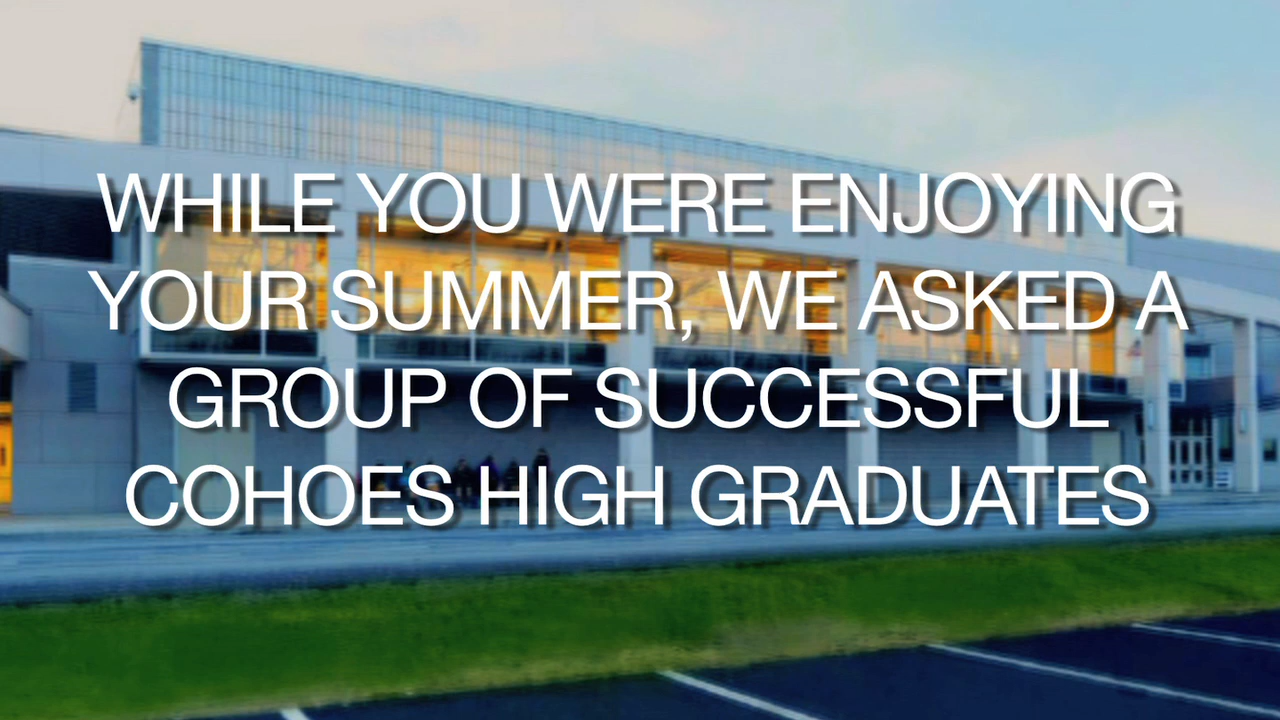 WHILE YOU WERE ENJOYING
YOUR SUMMER, WE ASKED A
GROUP OF SUCCESSFUL
COHOES HIGH GRADUATES